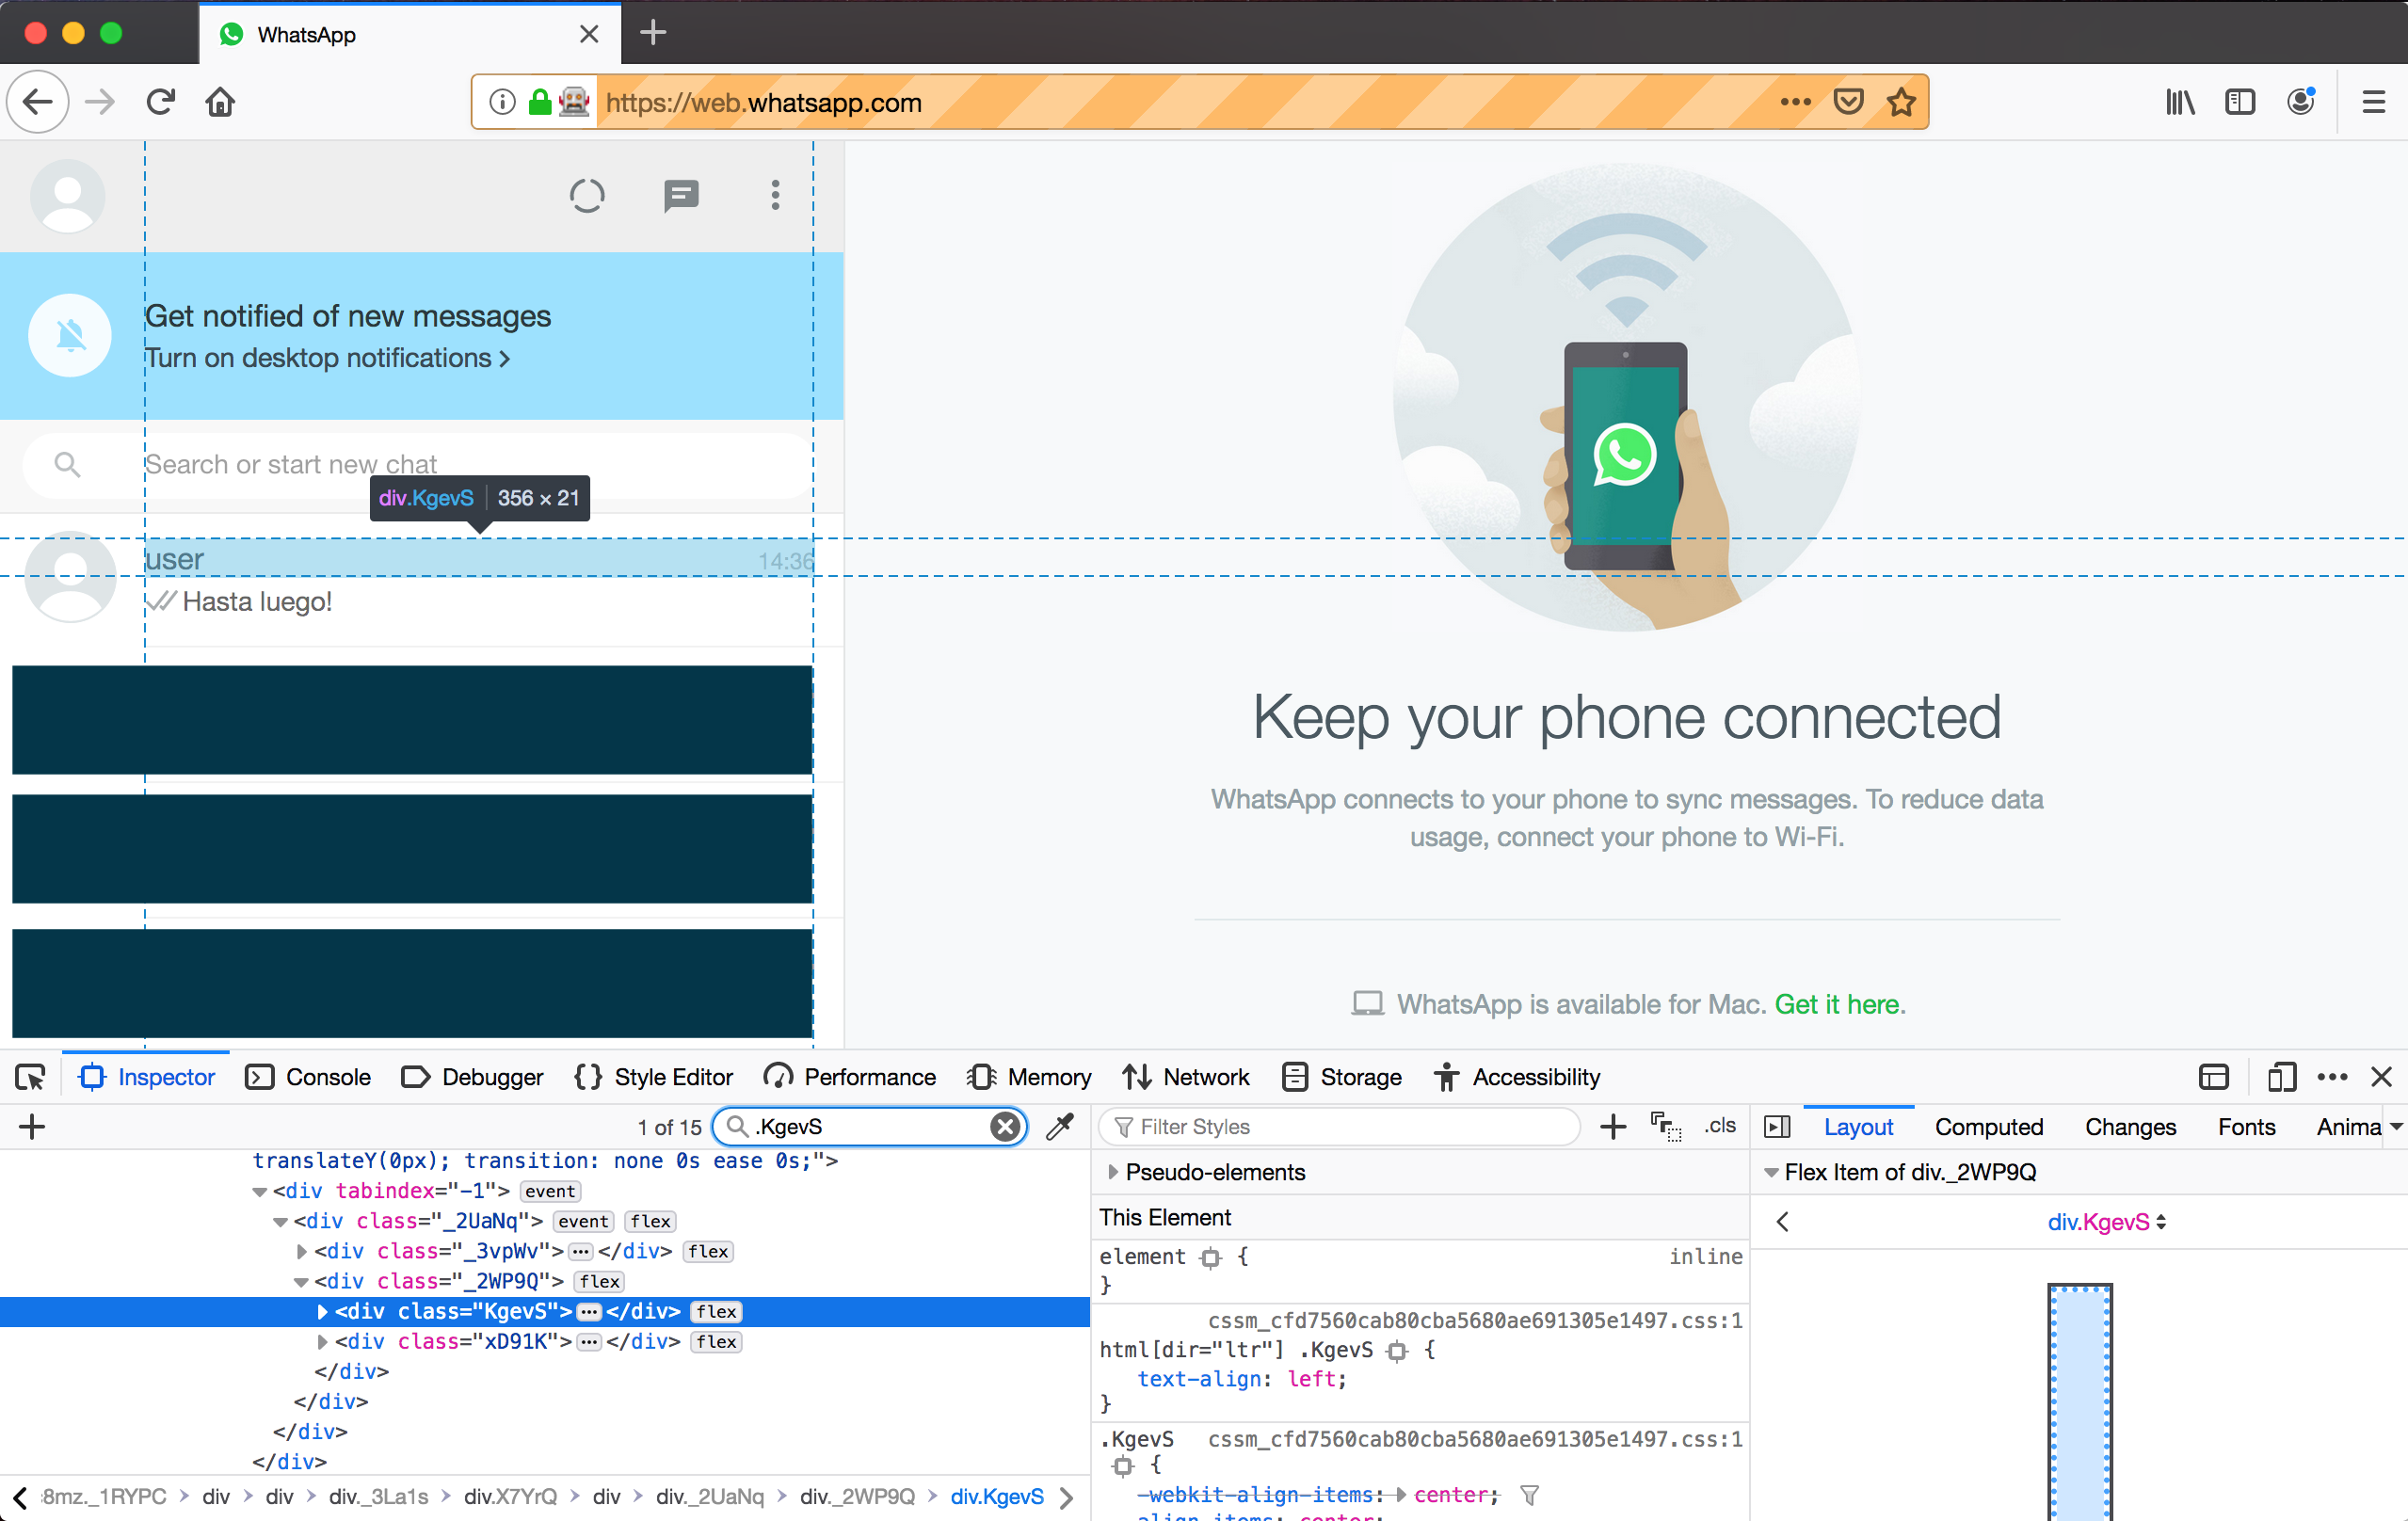 WhatsApp
https://web.whatsapp.com
Get notified of new messages
Turn on desktop notifications >
Search or start new chat
div.KgevS 356 × 21
user 14:36
Hasta luego!
Keep your phone connected
WhatsApp connects to your phone to sync messages. To reduce data
usage, connect your phone to Wi-Fi.
WhatsApp is available for Mac. Get it here.
Inspector Console Debugger {} Style Editor Performance Memory Network Storage Accessibility
1 of 15 .KgevS
translateY(0px); transition: none 0s ease 0s;">
<div tabindex="-1"> event
<div class="_2UaNq"> event flex
<div class="_3vpWv">…</div> flex
<div class="_2WP9Q"> flex
<div class="KgevS">…</div> flex
<div class="xD91K">…</div> flex
</div>
</div>
</div>
</div>
8mz._1RYPC > div > div > div._3La1s > div.X7YrQ > div > div._2UaNq > div._2WP9Q > div.KgevS
Filter Styles .cls
Pseudo-elements
This Element
element { inline
}
cssm_cfd7560cab80cba5680ae691305e1497.css:1
html[dir="ltr"] .KgevS {
text-align: left;
}
.KgevS cssm_cfd7560cab80cba5680ae691305e1497.css:1
{
-webkit-align-items: center;
align-items: center;
Layout Computed Changes Fonts Anima
Flex Item of div._2WP9Q
div.KgevS